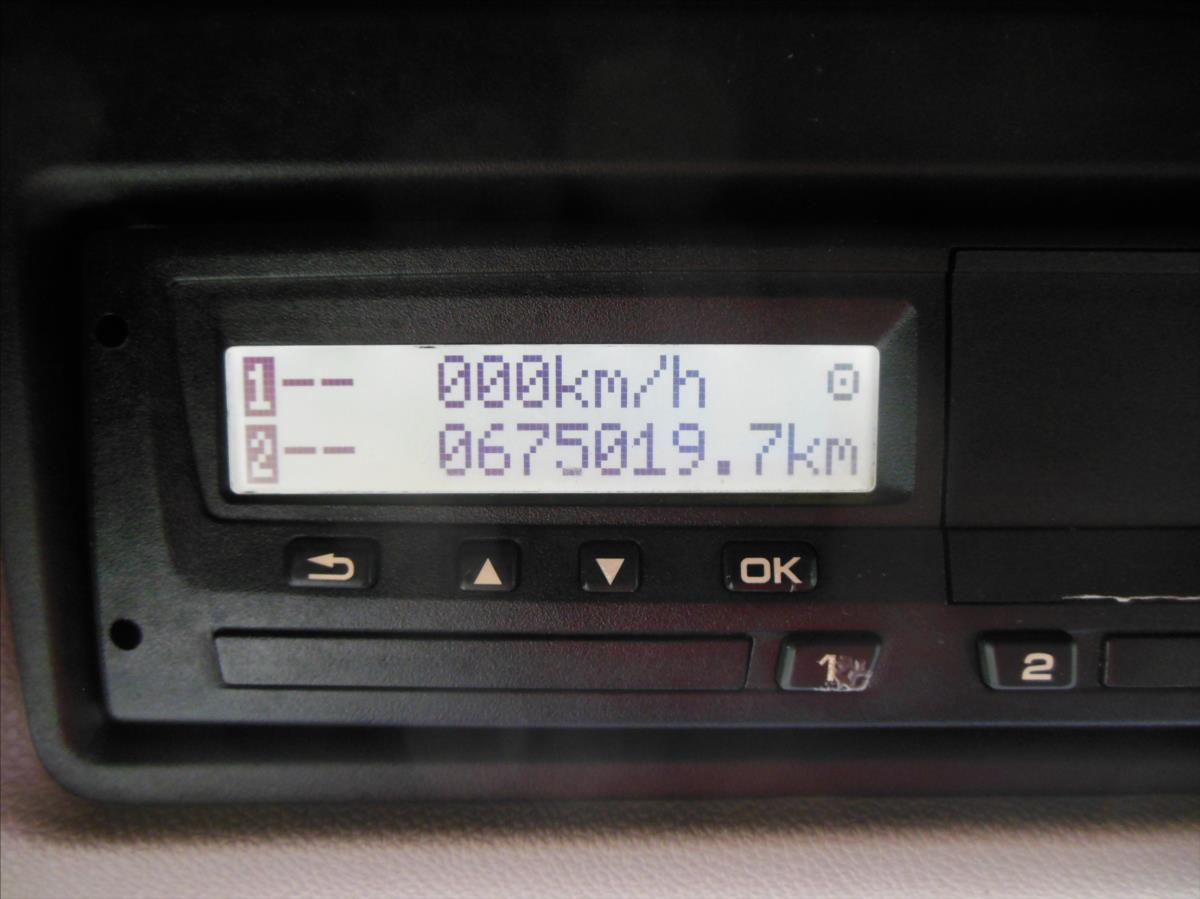 1-- 000km/h ⊙
2-- 0675019.7km
OK
1 2